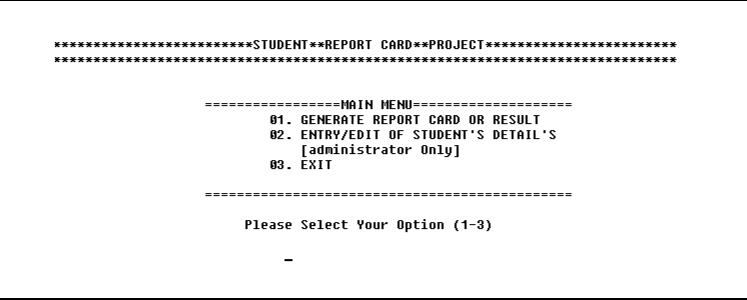 *************************STUDENT**REPORT CARD**PROJECT************************
******************************************************************************
=================MAIN MENU====================
01. GENERATE REPORT CARD OR RESULT
02. ENTRY/EDIT OF STUDENT'S DETAIL'S
[administrator Only]
03. EXIT
==============================================
Please Select Your Option (1-3)
_